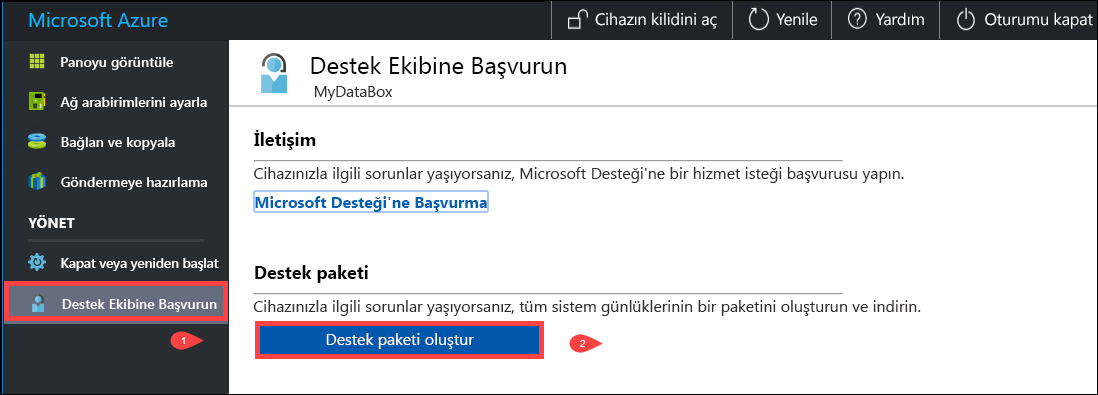 Microsoft Azure
Cihazın kilidini aç
Yenile
Yardım
Oturumu kapat
Panoyu görüntüle
Ağ arabirimlerini ayarla
Bağlan ve kopyala
Göndermeye hazırlama
YÖNET
Kapat veya yeniden başlat
Destek Ekibine Başvurun
1
Destek Ekibine Başvurun
MyDataBox
İletişim
Cihazınızla ilgili sorunlar yaşıyorsanız, Microsoft Desteği'ne bir hizmet isteği başvurusu yapın.
Microsoft Desteği'ne Başvurma
Destek paketi
Cihazınızla ilgili sorunlar yaşıyorsanız, tüm sistem günlüklerinin bir paketini oluşturun ve indirin.
Destek paketi oluştur
2